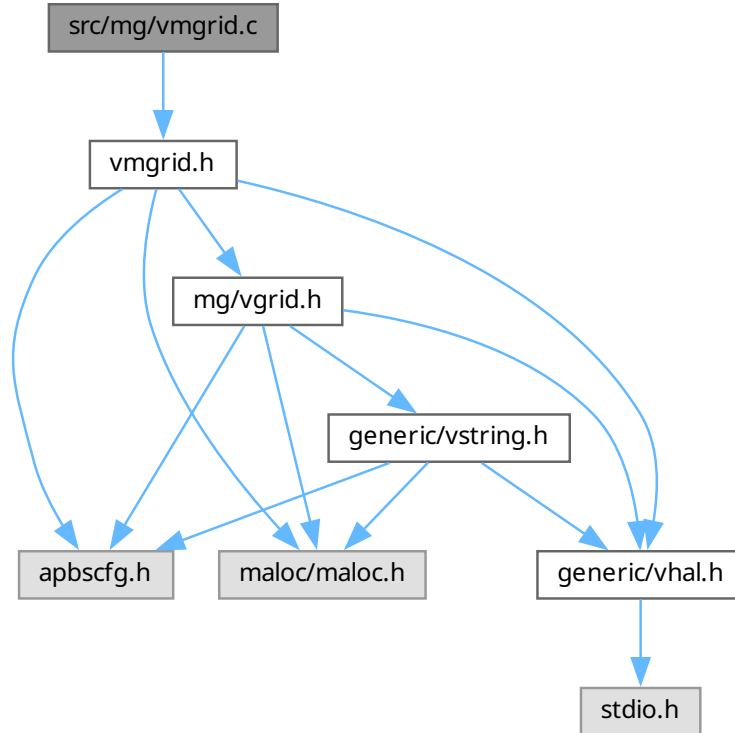 src/mg/vmgrid.c
vmgrid.h
mg/vgrid.h
generic/vstring.h
apbscfg.h
maloc/maloc.h
generic/vhal.h
stdio.h